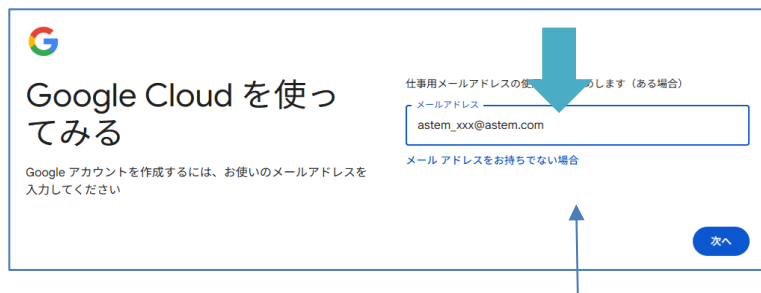 Google Cloud を使っ
てみる
Google アカウントを作成するには、お使いのメールアドレスを
入力してください
仕事用メールアドレスの使 めします（ある場合）
メールアドレス
astem_xxx@astem.com
メール アドレスをお持ちでない場合
次へ